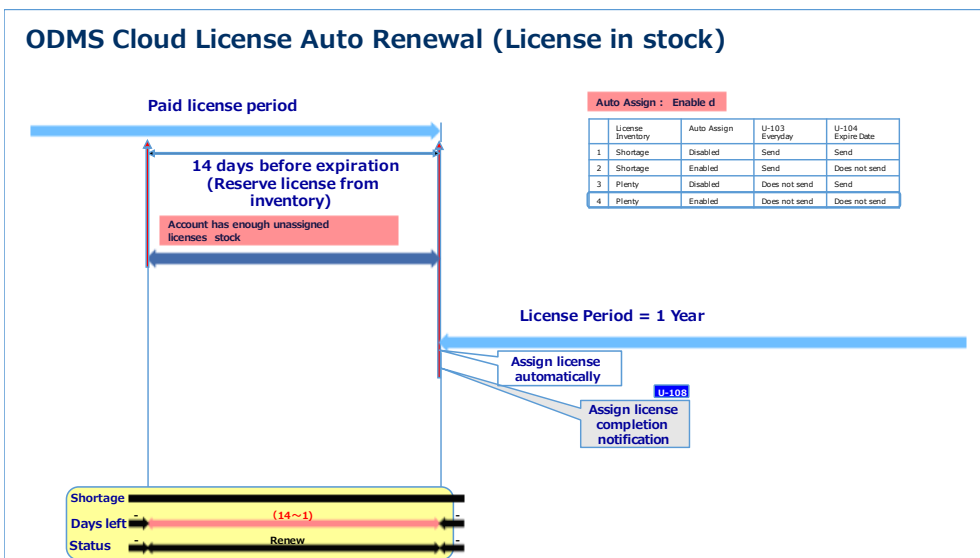 ODMS Cloud License Auto Renewal (License in stock)
Paid license period
14 days before expiration
(Reserve license from
inventory)
Account has enough unassigned
licenses stock
Auto Assign : Enable d
License Inventory Auto Assign U-103 Everyday U-104 Expire Date
1 Shortage Disabled Send Send
2 Shortage Enabled Send Does not send
3 Plenty Disabled Does not send Send
4 Plenty Enabled Does not send Does not send
License Period = 1 Year
Assign license
automatically
U-108
Assign license
completion
notification
Shortage
Days left - (14～1) -
Status - Renew -